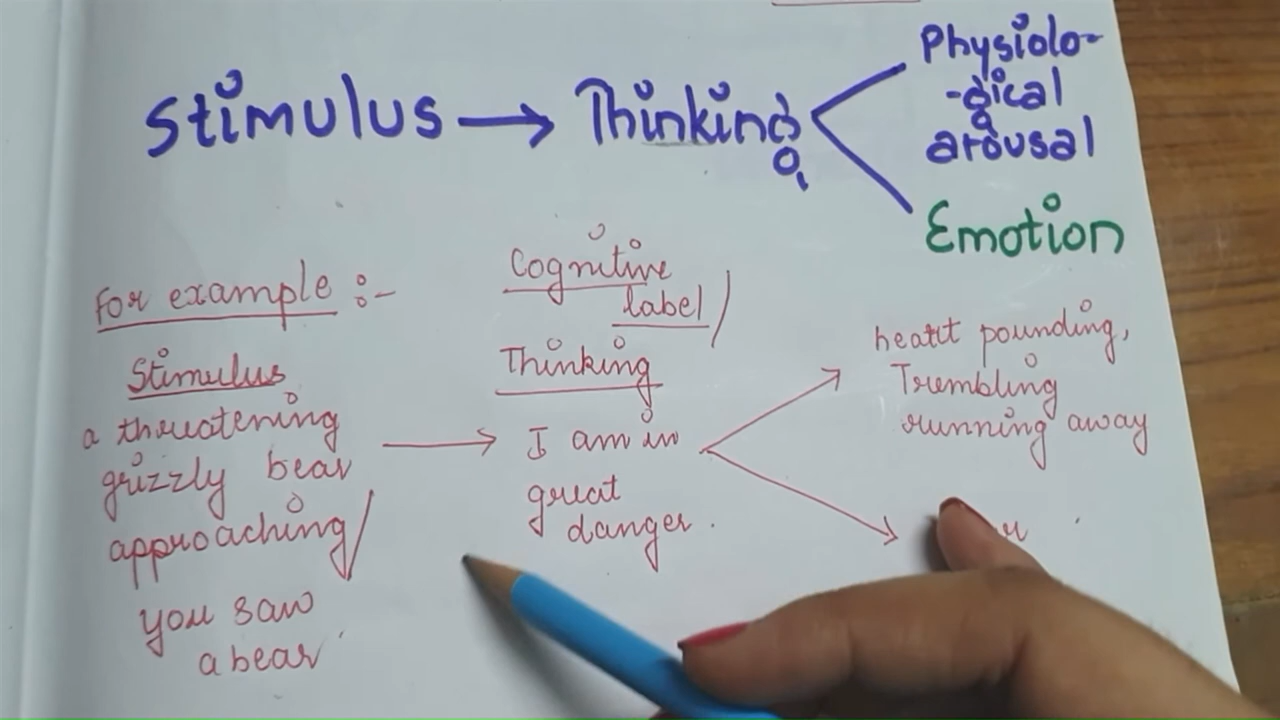 Stimulus → Thinking
Physiolo-
-gical
arousal
Emotion
For example :-
Stimulus
a threatening
grizzly bear
approaching/
you saw
a bear
Cognitive
label/
Thinking
I am in
great
danger.
heart pounding,
Trembling
running away